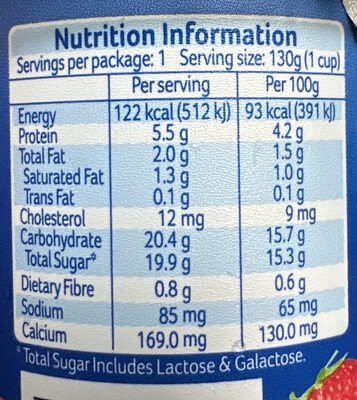 Nutrition Information
Servings per package: 1 Serving size: 130g (1 cup)
Per serving Per 100g
Energy 122 kcal (512 kJ) 93 kcal (391 kJ)
Protein 5.5 g 4.2 g
Total Fat 2.0 g 1.5 g
Saturated Fat 1.3 g 1.0 g
Trans Fat 0.1 g 0.1 g
Cholesterol 12 mg 9 mg
Carbohydrate 20.4 g 15.7 g
Total Sugar* 19.9 g 15.3 g
Dietary Fibre 0.8 g 0.6 g
Sodium 85 mg 65 mg
Calcium 169.0 mg 130.0 mg
*Total Sugar Includes Lactose & Galactose.